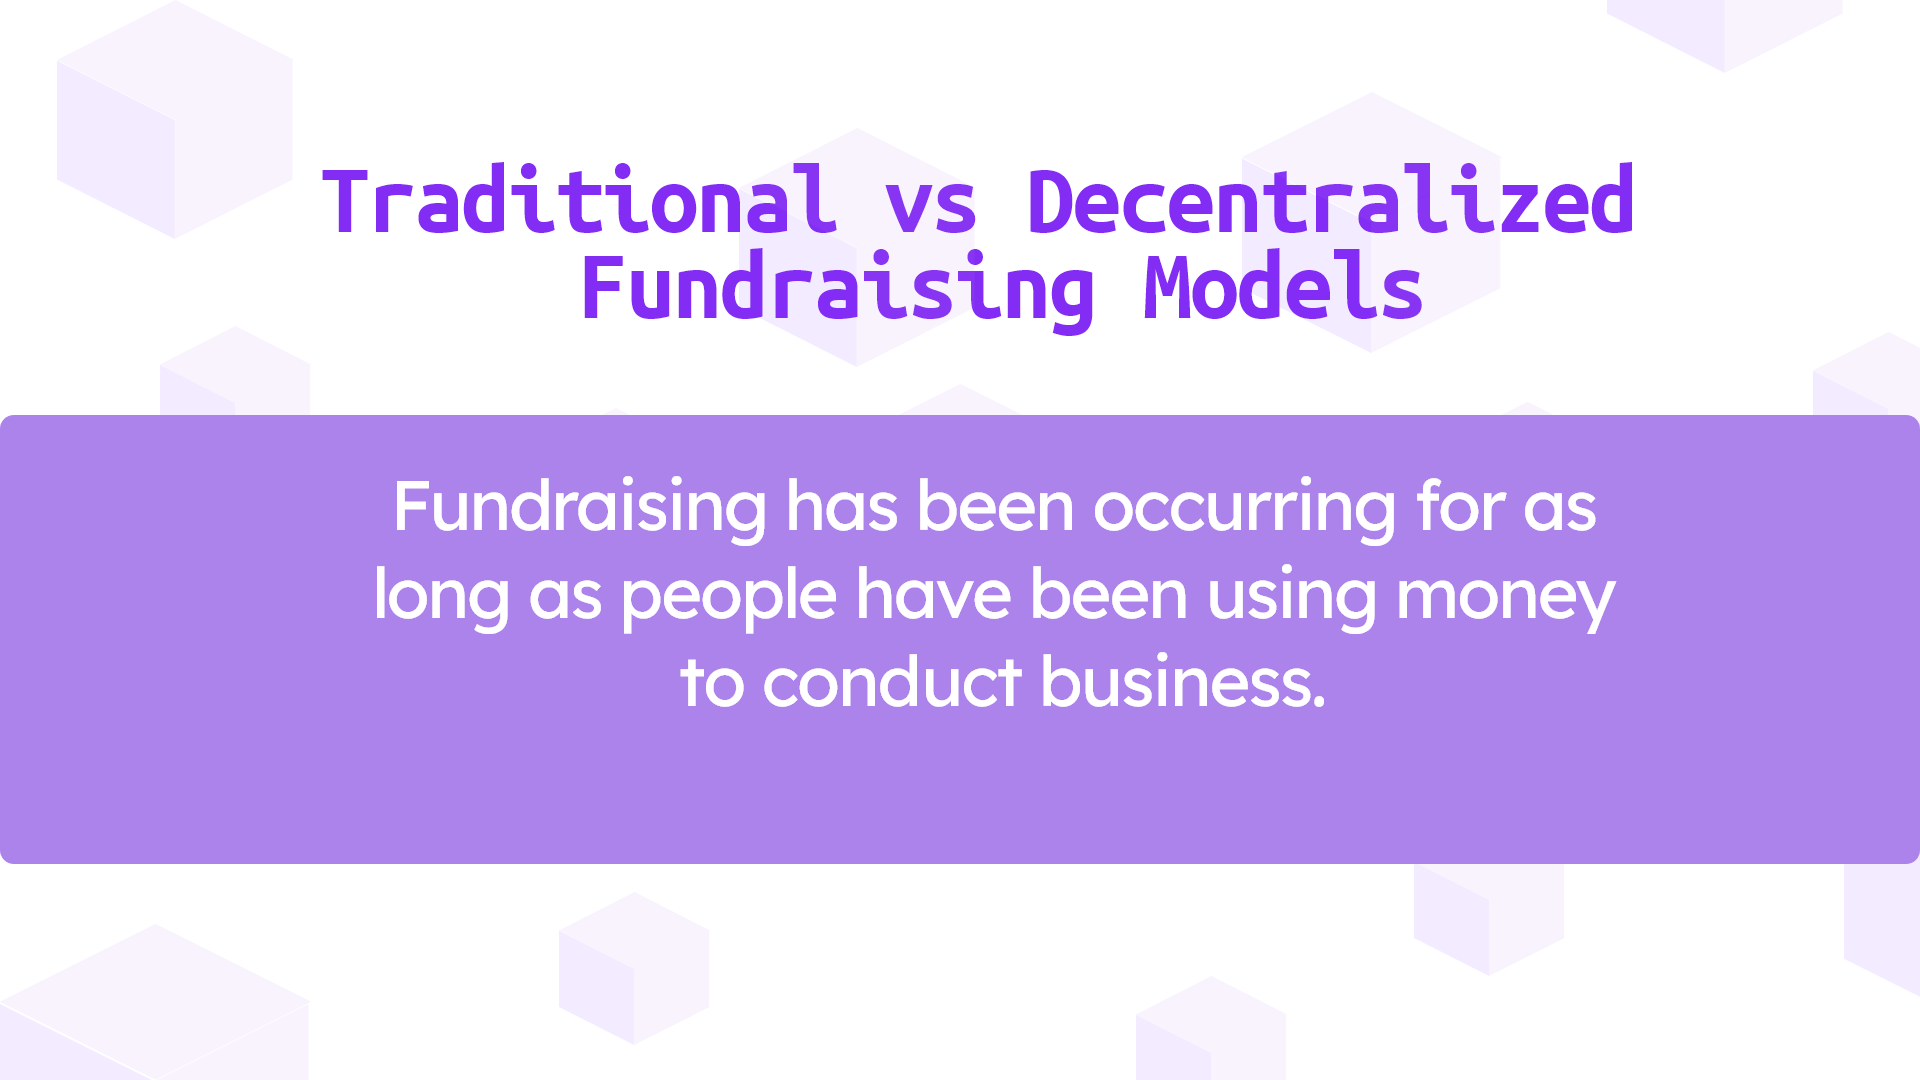 Traditional vs Decentralized
Fundraising Models
Fundraising has been occurring for as
long as people have been using money
to conduct business.